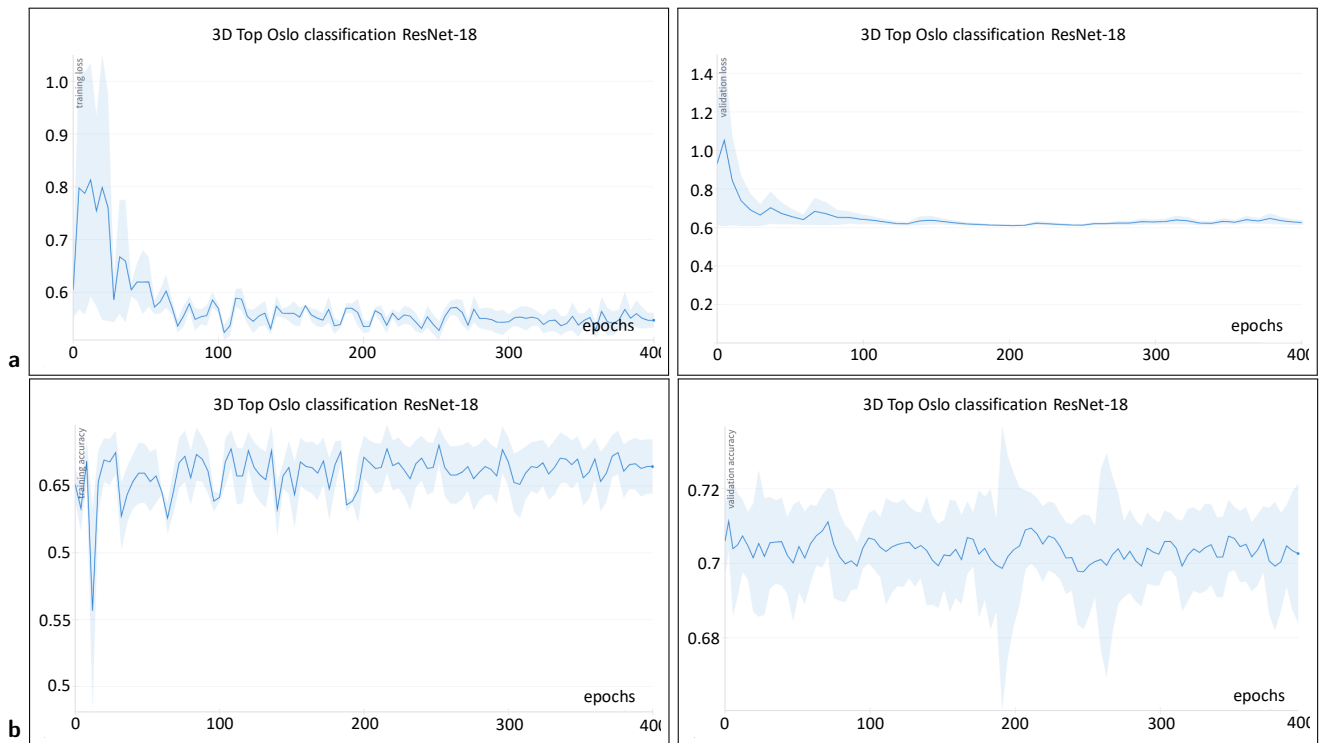 3D Top Oslo classification ResNet-18
training loss
1.0
0.9
0.8
0.7
0.6
epochs
0 100 200 300 40
a
3D Top Oslo classification ResNet-18
validation loss
1.4
1.2
1.0
0.8
0.6
0.4
0.2
epochs
0 100 200 300 40
3D Top Oslo classification ResNet-18
training accuracy
0.65
0.5
0.55
0.5
epochs
0 100 200 300 40
b
3D Top Oslo classification ResNet-18
validation accuracy
0.72
0.7
0.68
epochs
0 100 200 300 40